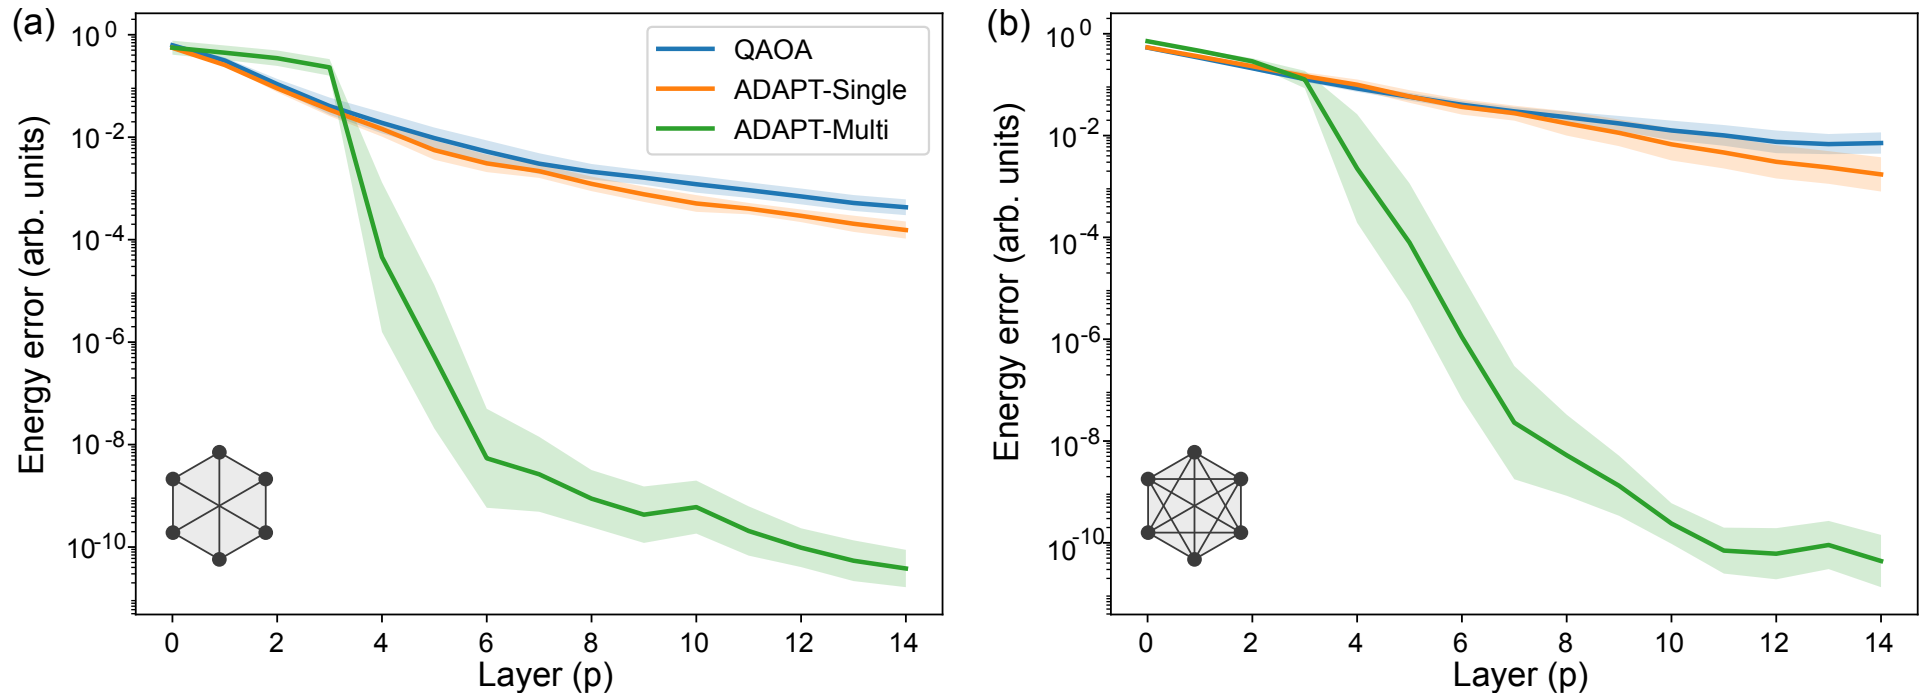 (a)
Energy error (arb. units)
10^0
10^-2
10^-4
10^-6
10^-8
10^-10
QAOA
ADAPT-Single
ADAPT-Multi
0 2 4 6 8 10 12 14
Layer (p)
(b)
Energy error (arb. units)
10^0
10^-2
10^-4
10^-6
10^-8
10^-10
0 2 4 6 8 10 12 14
Layer (p)